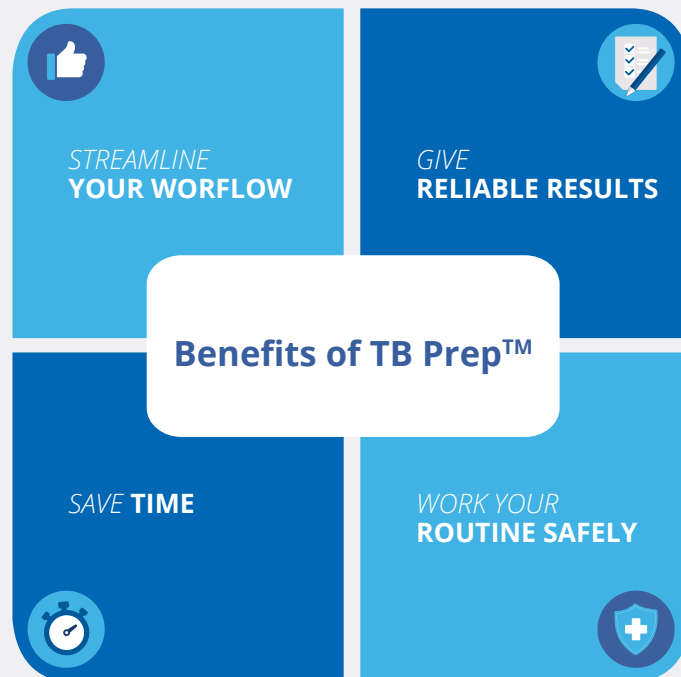 STREAMLINE
YOUR WORFLOW
GIVE
RELIABLE RESULTS
Benefits of TB Prep™
SAVE TIME
WORK YOUR
ROUTINE SAFELY